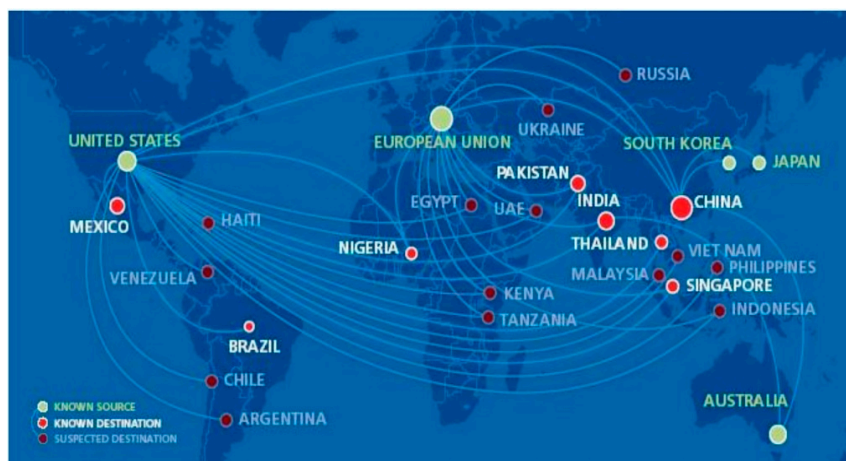 RUSSIA
UKRAINE
UNITED STATES
EUROPEAN UNION
SOUTH KOREA
JAPAN
PAKISTAN
INDIA
CHINA
MEXICO
HAITI
EGYPT
UAE
NIGERIA
THAILAND
VIET NAM
VENEZUELA
MALAYSIA
PHILIPPINES
KENYA
SINGAPORE
TANZANIA
INDONESIA
BRAZIL
CHILE
AUSTRALIA
ARGENTINA
KNOWN SOURCE
KNOWN DESTINATION
SUSPECTED DESTINATION